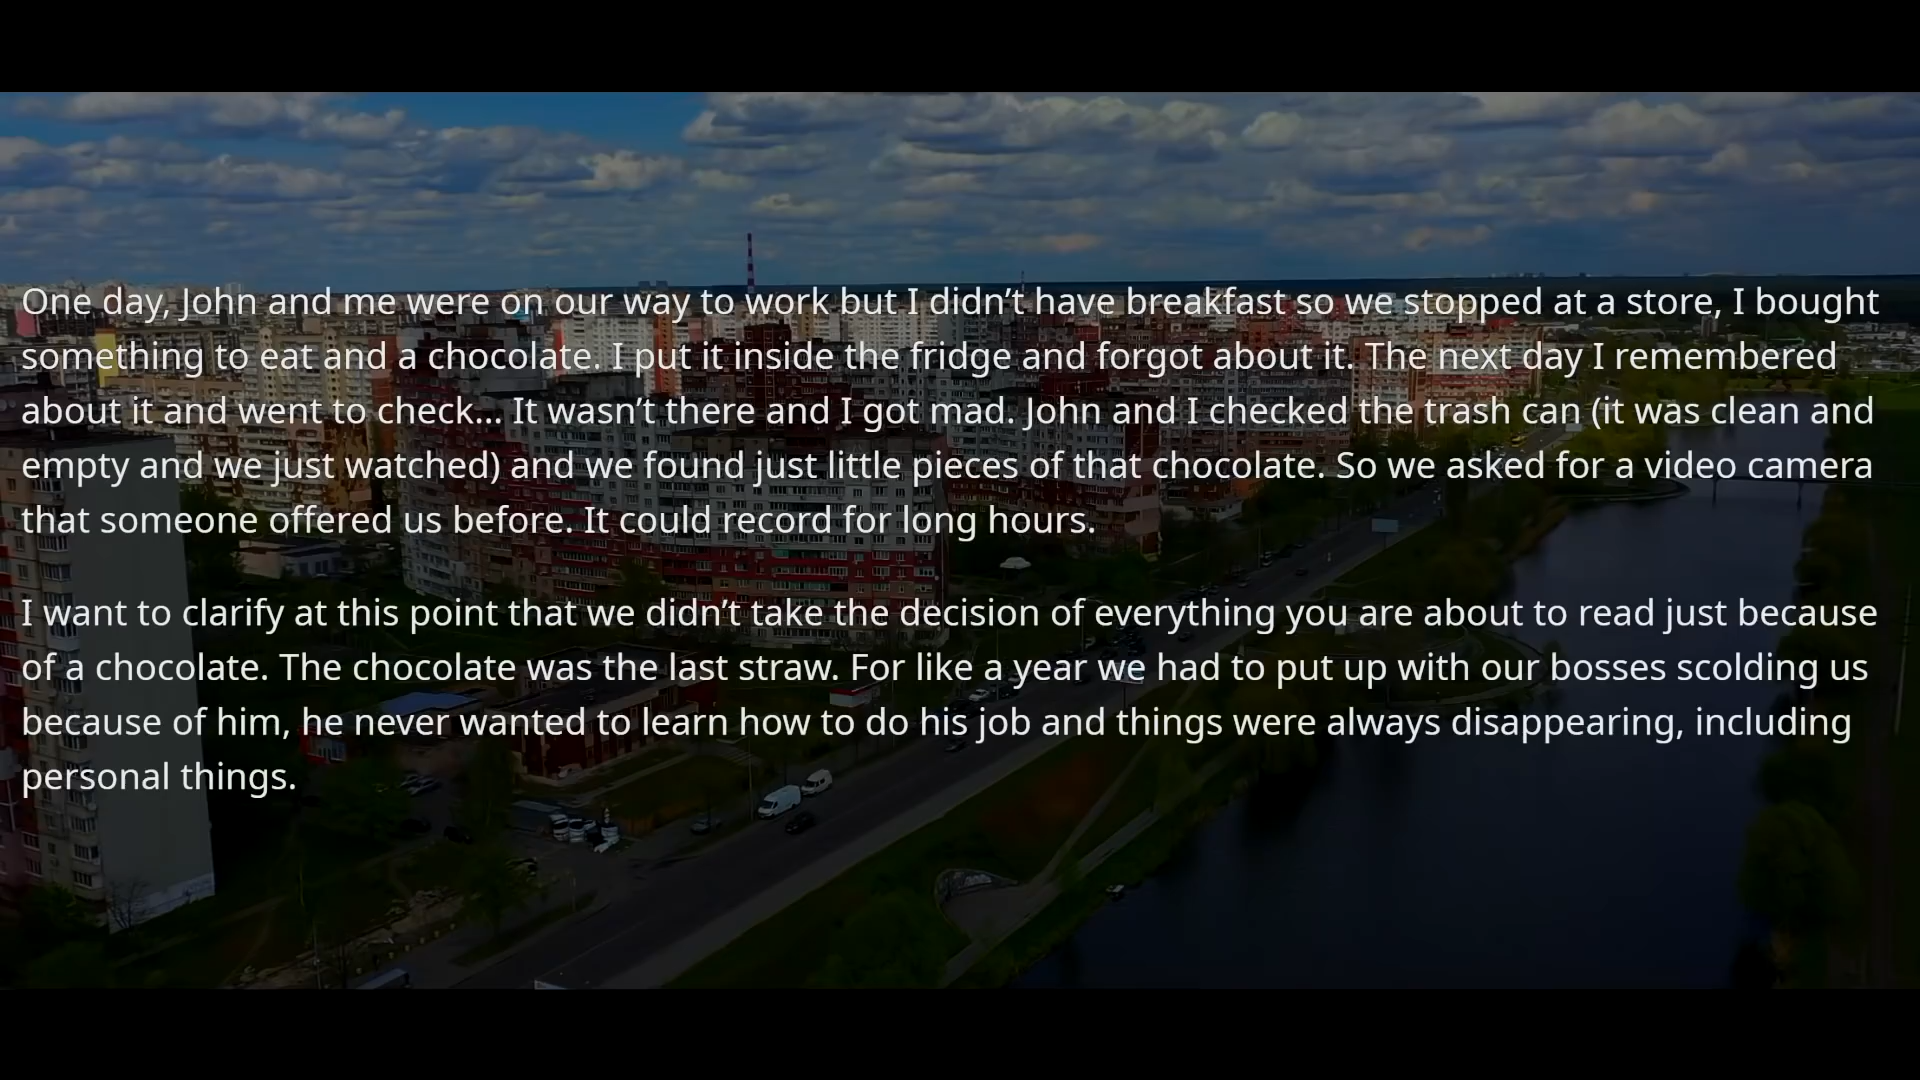 One day, John and me were on our way to work but I didn’t have breakfast so we stopped at a store, I bought
something to eat and a chocolate. I put it inside the fridge and forgot about it. The next day I remembered
about it and went to check... It wasn’t there and I got mad. John and I checked the trash can (it was clean and
empty and we just watched) and we found just little pieces of that chocolate. So we asked for a video camera
that someone offered us before. It could record for long hours.
I want to clarify at this point that we didn’t take the decision of everything you are about to read just because
of a chocolate. The chocolate was the last straw. For like a year we had to put up with our bosses scolding us
because of him, he never wanted to learn how to do his job and things were always disappearing, including
personal things.